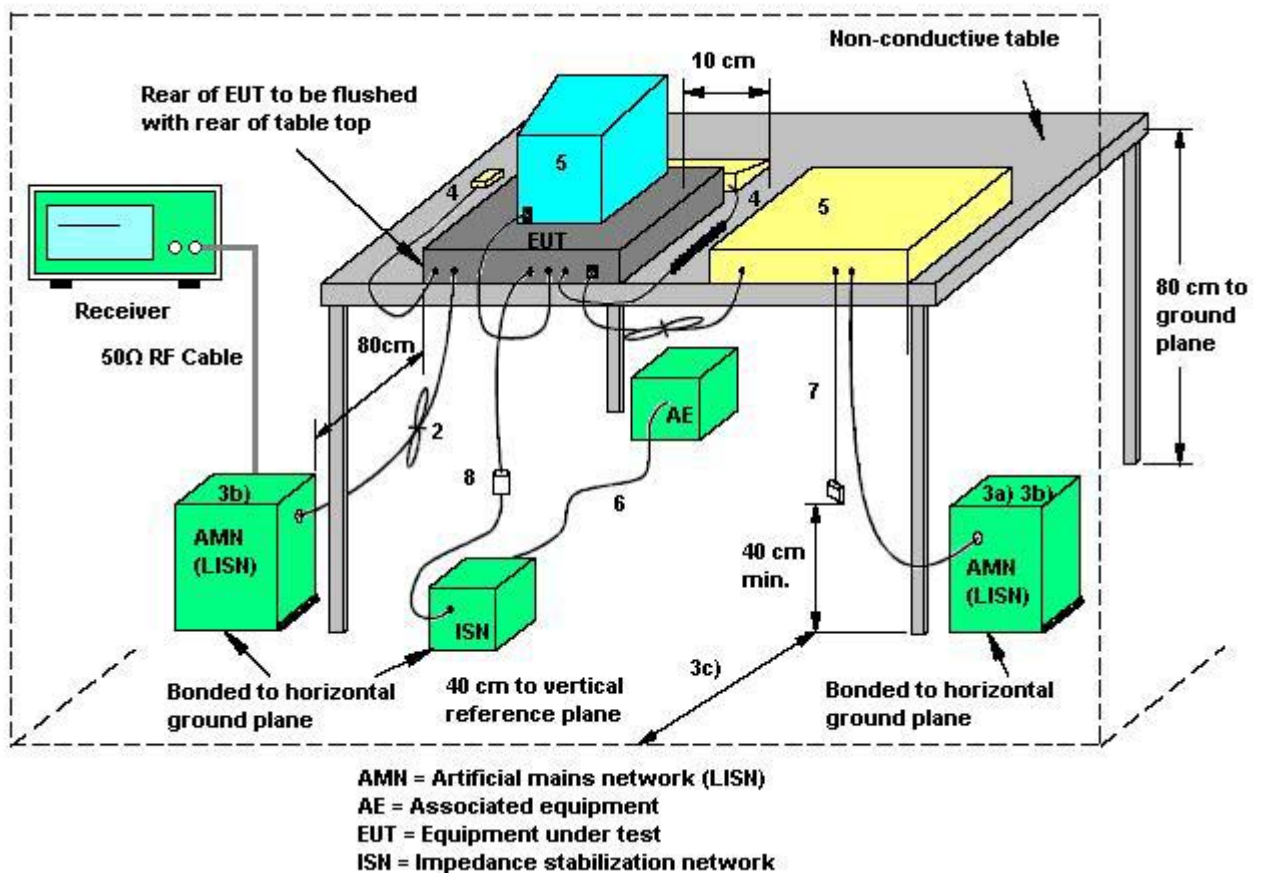 Non-conductive table
10 cm
Rear of EUT to be flushed
with rear of table top
5
4
4
5
EUT
Receiver
80cm
80 cm to
ground
plane
50Ω RF Cable
7
AE
2
8
3b)
6
3a) 3b)
AMN
(LISN)
40 cm
min.
AMN
(LISN)
ISN
3c)
Bonded to horizontal
ground plane
40 cm to vertical
reference plane
Bonded to horizontal
ground plane
AMN = Artificial mains network (LISN)
AE = Associated equipment
EUT = Equipment under test
ISN = Impedance stabilization network